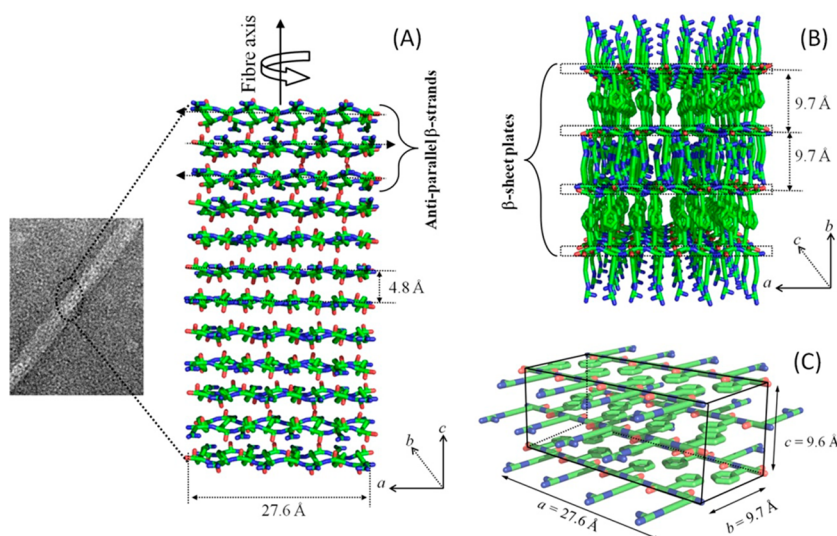 (A)
Fibre axis
Anti-parallel β-strands
4.8 Å
c
b
a
27.6 Å
(B)
β-sheet plates
9.7 Å
9.7 Å
b
c
a
(C)
c = 9.6 Å
b = 9.7 Å
a = 27.6 Å